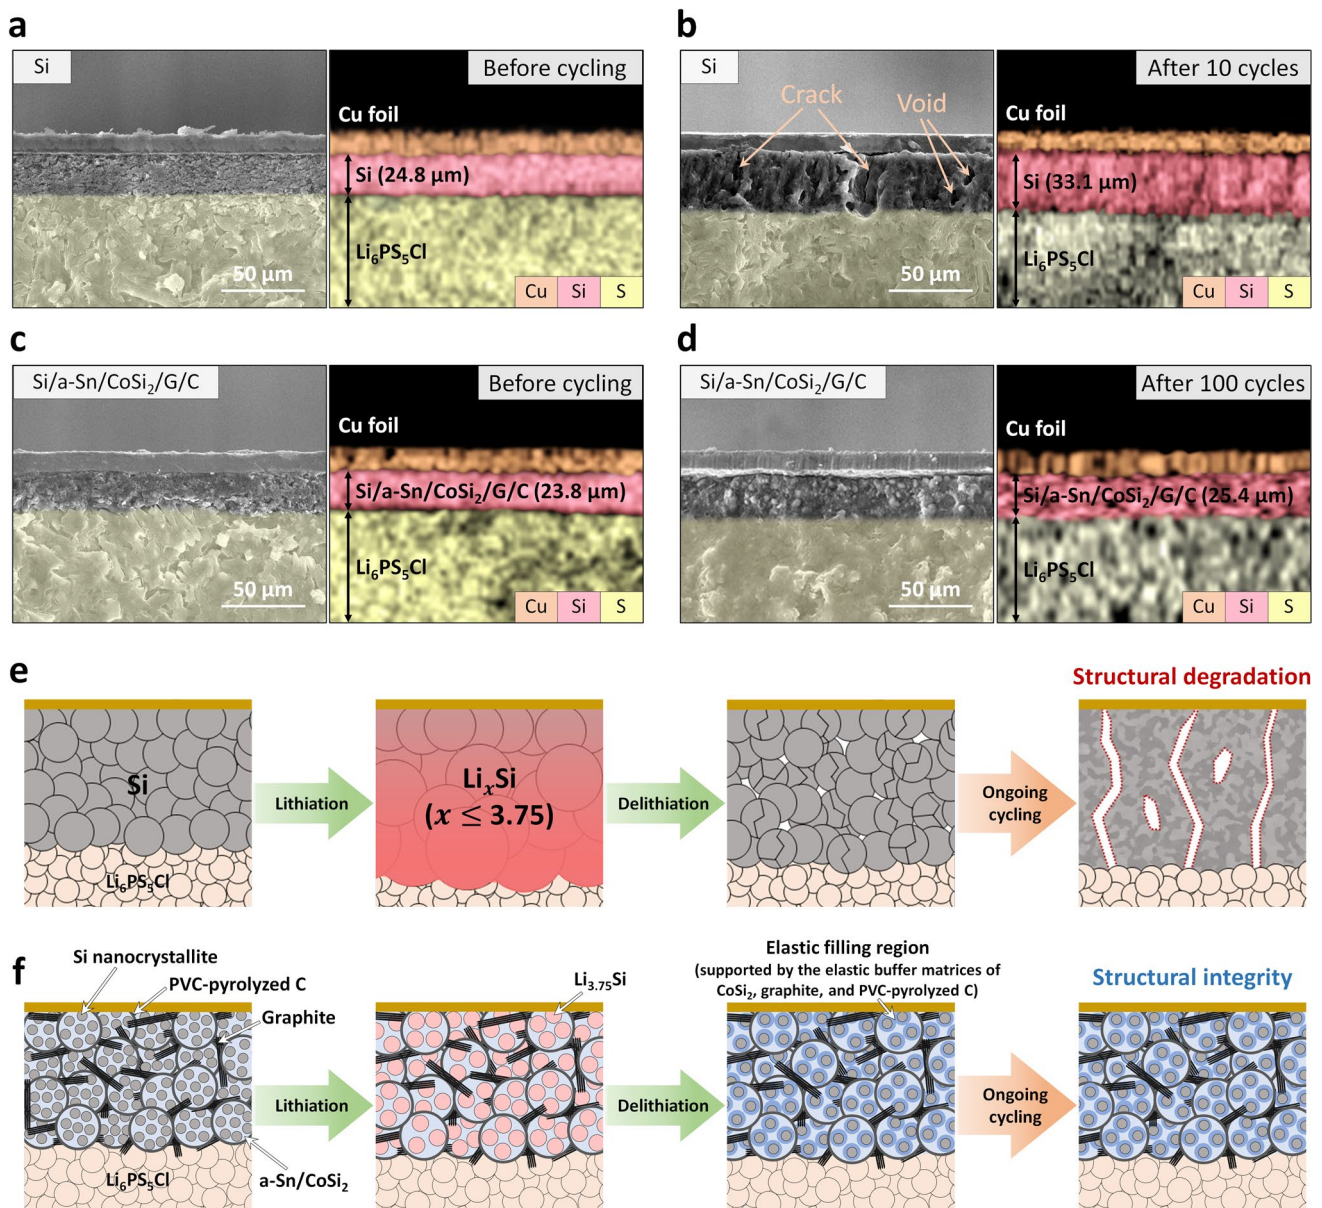 a
Si
Before cycling
Cu foil
Si (24.8 μm)
Li₆PS₅Cl
50 μm
Cu Si S
b
Si
After 10 cycles
Crack
Void
Cu foil
Si (33.1 μm)
Li₆PS₅Cl
50 μm
Cu Si S
c
Si/a-Sn/CoSi₂/G/C
Before cycling
Cu foil
Si/a-Sn/CoSi₂/G/C (23.8 μm)
Li₆PS₅Cl
50 μm
Cu Si S
d
Si/a-Sn/CoSi₂/G/C
After 100 cycles
Cu foil
Si/a-Sn/CoSi₂/G/C (25.4 μm)
Li₆PS₅Cl
50 μm
Cu Si S
e
Structural degradation
Si
Li₆PS₅Cl
Lithiation
LiₓSi
(x ≤ 3.75)
Delithiation
Ongoing
cycling
f
Si nanocrystallite
PVC-pyrolyzed C
Graphite
Li₆PS₅Cl
a-Sn/CoSi₂
Lithiation
Li₃.₇₅Si
Delithiation
Elastic filling region
(supported by the elastic buffer matrices of
CoSi₂, graphite, and PVC-pyrolyzed C)
Ongoing
cycling
Structural integrity